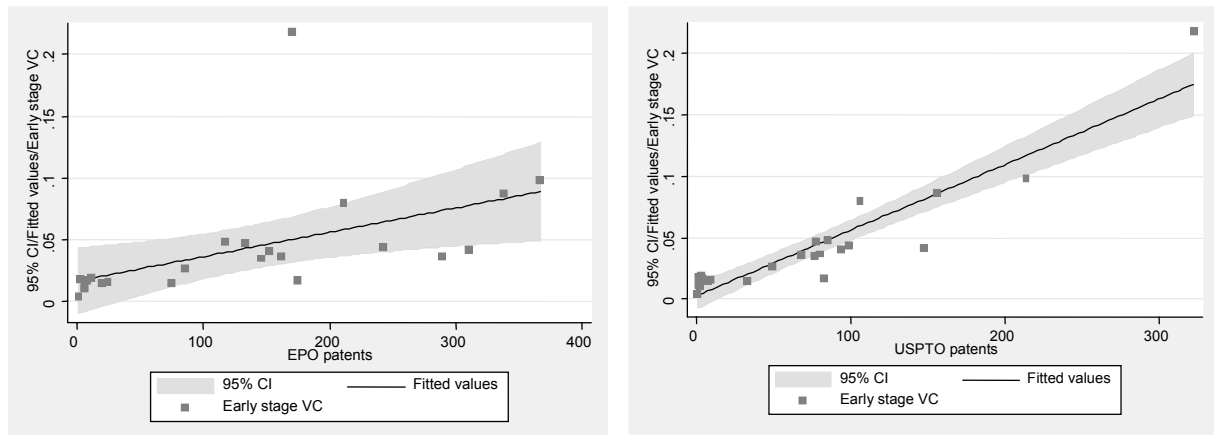 95% CI/Fitted values/Early stage VC
.2
.15
.1
.05
0
0 100 200 300 400
EPO patents
95% CI Fitted values
Early stage VC
95% CI/Fitted values/Early stage VC
.2
.15
.1
.05
0
0 100 200 300
USPTO patents
95% CI Fitted values
Early stage VC